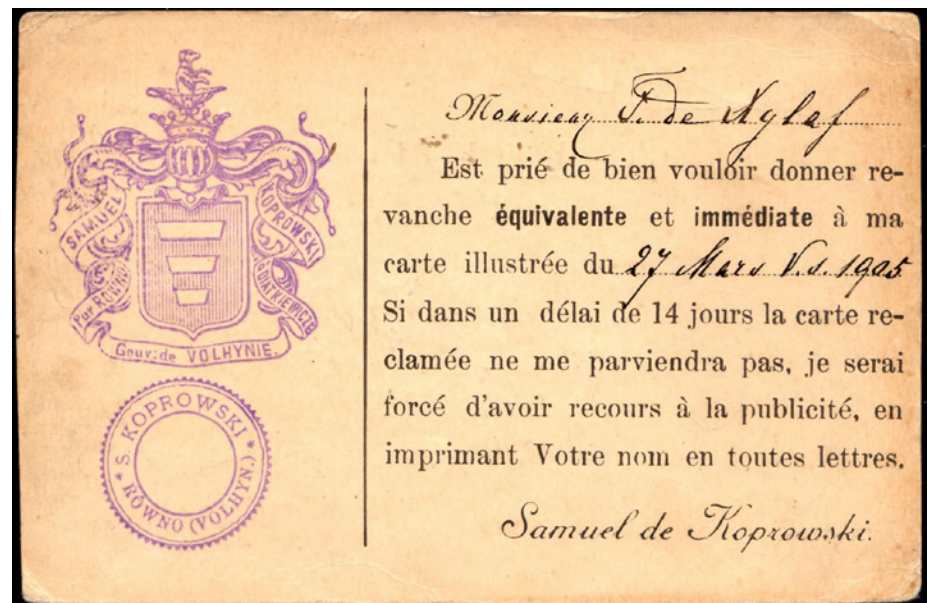 SAMUEL KOPROWSKI
Par RÓWNO KWIATKIEWICZE
Gouv: de VOLHYNIE.
* S. KOPROWSKI *
RÓWNO (VOLHYN.)
Monsieur F. de
Est prié de bien vouloir donner re-
vanche équivalente et immédiate à ma
carte illustrée du 27 Mars V.s. 1905
Si dans un délai de 14 jours la carte re-
clamée ne me parviendra pas, je serai
forcé d'avoir recours à la publicité, en
imprimant Votre nom en toutes lettres.
Samuel de Koprowski.